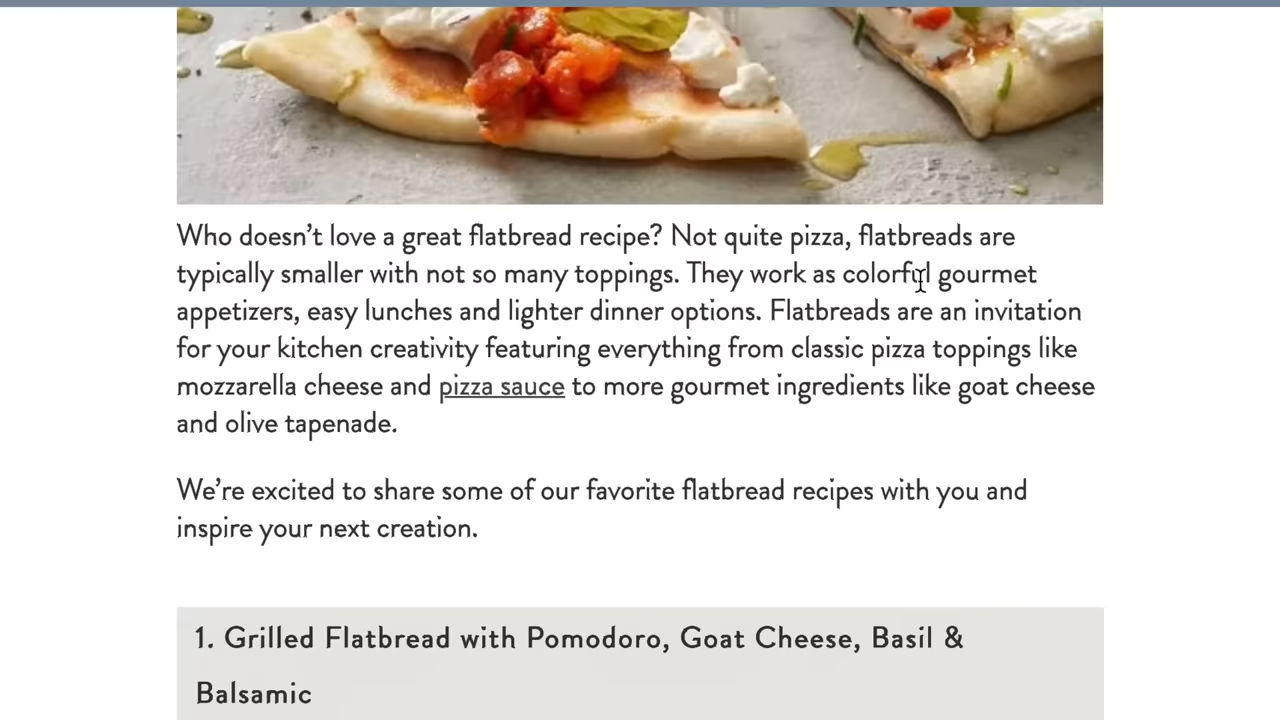 Who doesn’t love a great flatbread recipe? Not quite pizza, flatbreads are
typically smaller with not so many toppings. They work as colorful gourmet
appetizers, easy lunches and lighter dinner options. Flatbreads are an invitation
for your kitchen creativity featuring everything from classic pizza toppings like
mozzarella cheese and pizza sauce to more gourmet ingredients like goat cheese
and olive tapenade.
We’re excited to share some of our favorite flatbread recipes with you and
inspire your next creation.
1. Grilled Flatbread with Pomodoro, Goat Cheese, Basil &
Balsamic